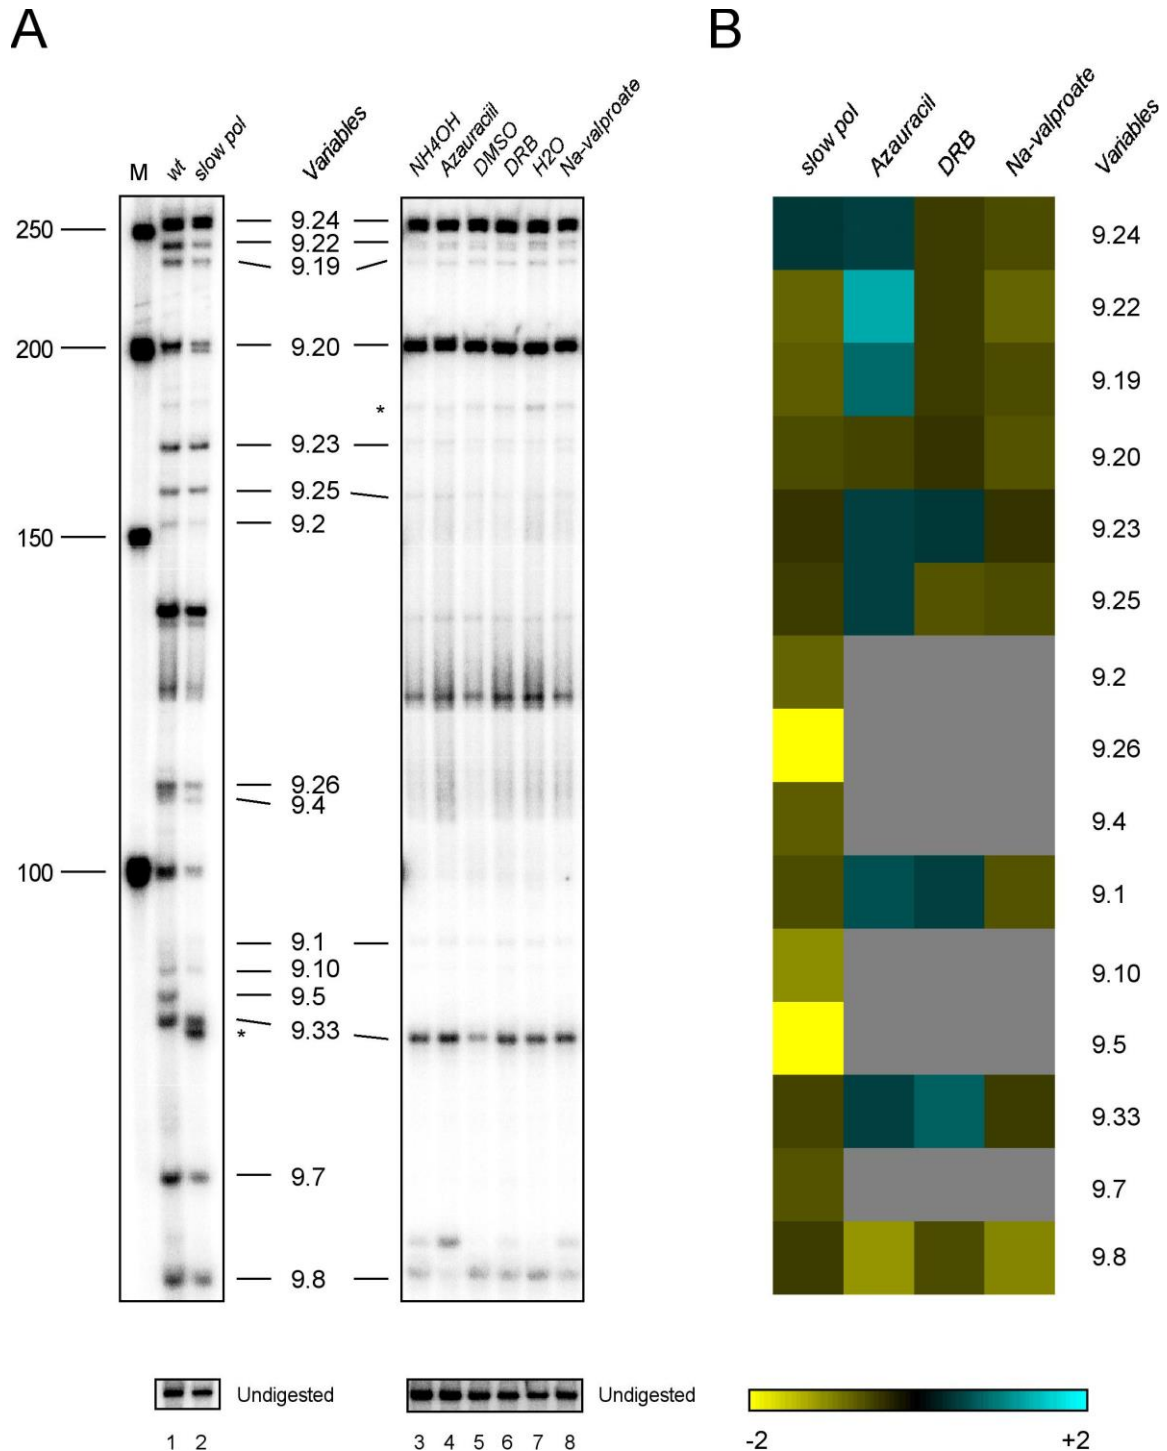 A
B
M
wt
slow pol
Variables
NH4OH
Azauraciil
DMSO
DRB
H2O
Na-valproate
slow pol
Azauracil
DRB
Na-valproate
Variables
250
200
150
100
9.24
9.22
9.19
9.20
*
9.23
9.25
9.2
9.26
9.4
9.1
9.10
9.5
9.33
*
9.7
9.8
9.24
9.22
9.19
9.20
9.23
9.25
9.2
9.26
9.4
9.1
9.10
9.5
9.33
9.7
9.8
Undigested
Undigested
1 2
3 4 5 6 7 8
-2
+2